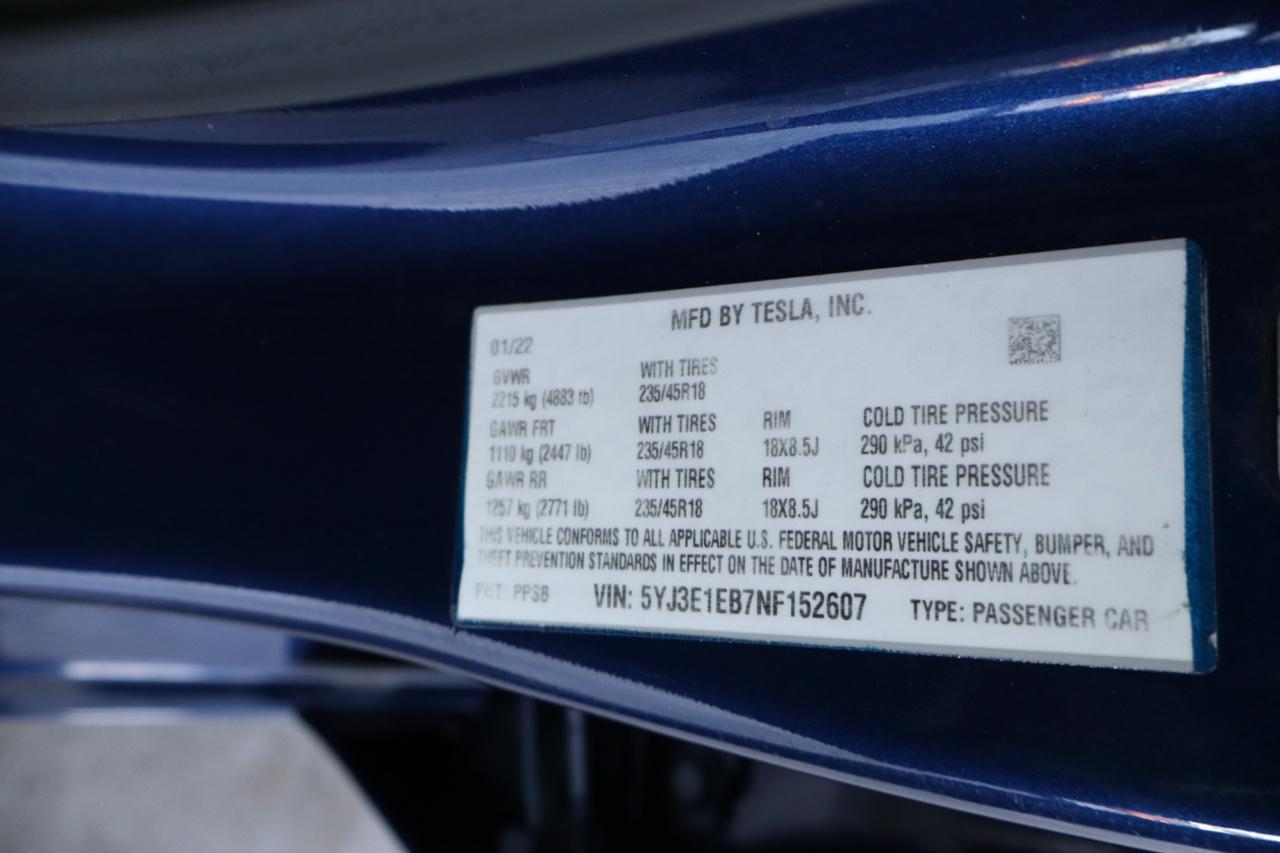 MFD BY TESLA, INC.
01/22
GVWR WITH TIRES
2215 kg (4883 lb) 235/45R18
GAWR FRT WITH TIRES RIM COLD TIRE PRESSURE
1110 kg (2447 lb) 235/45R18 18X8.5J 290 kPa, 42 psi
GAWR RR WITH TIRES RIM COLD TIRE PRESSURE
1257 kg (2771 lb) 235/45R18 18X8.5J 290 kPa, 42 psi
THIS VEHICLE CONFORMS TO ALL APPLICABLE U.S. FEDERAL MOTOR VEHICLE SAFETY, BUMPER, AND
THEFT PREVENTION STANDARDS IN EFFECT ON THE DATE OF MANUFACTURE SHOWN ABOVE.
PNT: PPSB VIN: 5YJ3E1EB7NF152607 TYPE: PASSENGER CAR